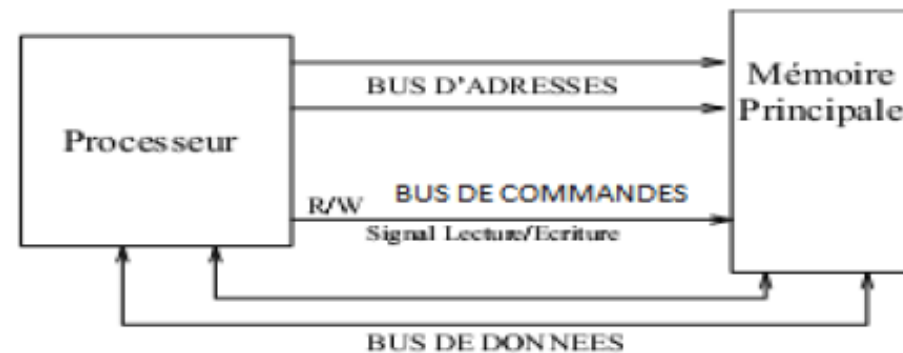 Processeur
BUS D'ADRESSES
Mémoire
Principale
R/W
BUS DE COMMANDES
Signal Lecture/Ecriture
BUS DE DONNEES